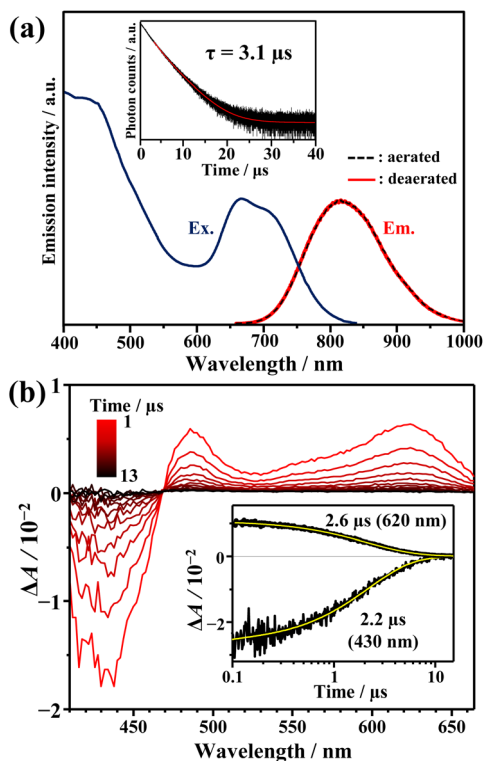 (a)
Emission intensity / a.u.
Photon counts / a.u.
τ = 3.1 μs
0 10 20 30 40
Time / μs
: aerated
: deaerated
Ex.
Em.
400 500 600 700 800 900 1000
Wavelength / nm
(b)
Time / μs
1
13
ΔA / 10⁻²
1
0
−1
−2
2.6 μs (620 nm)
2.2 μs
(430 nm)
ΔA / 10⁻²
0
−2
0.1 1 10
Time / μs
450 500 550 600 650
Wavelength / nm